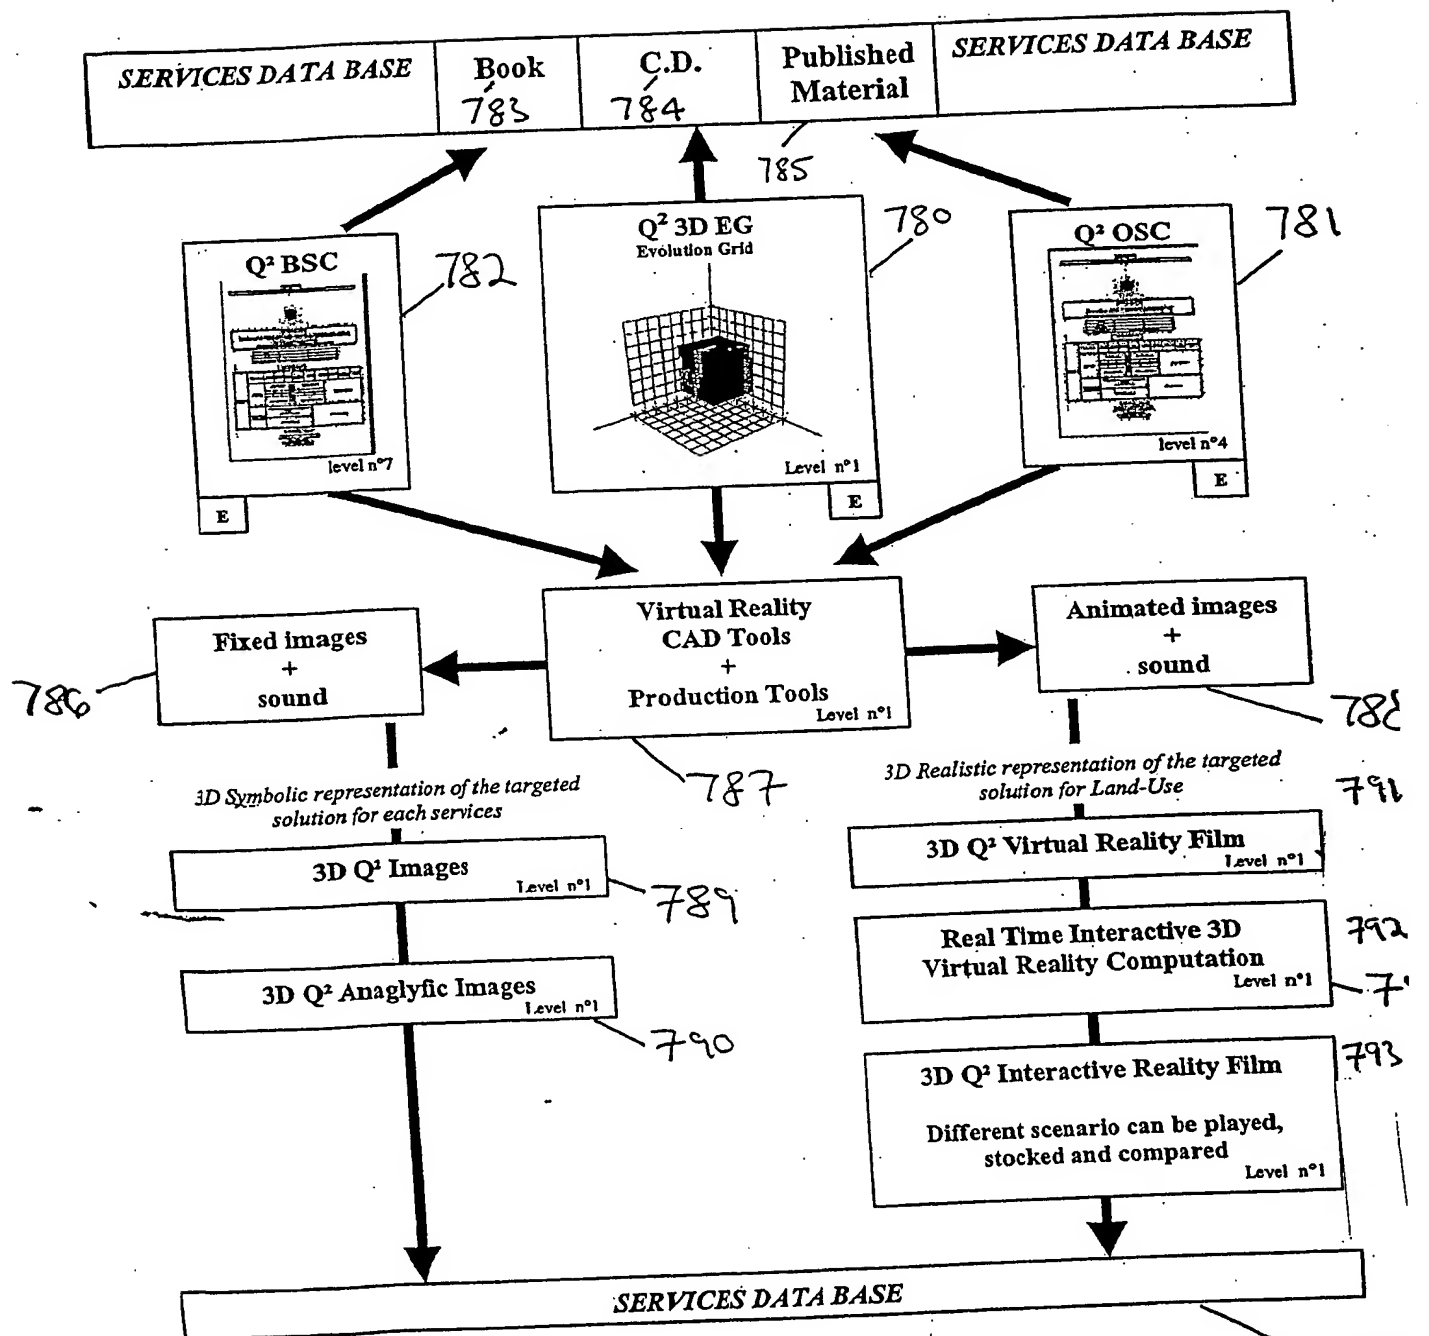 SERVICES DATA BASE
Book
783
C.D.
784
Published
Material
SERVICES DATA BASE
785
Q² BSC
782
level n°7
E
Q² 3D EG
Evolution Grid
780
Level n°1
E
Q² OSC
781
level n°4
E
Fixed images
+
sound
786
Virtual Reality
CAD Tools
+
Production Tools
Level n°1
787
Animated images
+
sound
3D Symbolic representation of the targeted
solution for each services
3D Realistic representation of the targeted
solution for Land-Use
791
3D Q² Images
Level n°1
789
3D Q² Virtual Reality Film
Level n°1
Real Time Interactive 3D
Virtual Reality Computation
Level n°1
792
3D Q² Anaglyfic Images
Level n°1
790
3D Q² Interactive Reality Film
793
Different scenario can be played,
stocked and compared
Level n°1
SERVICES DATA BASE